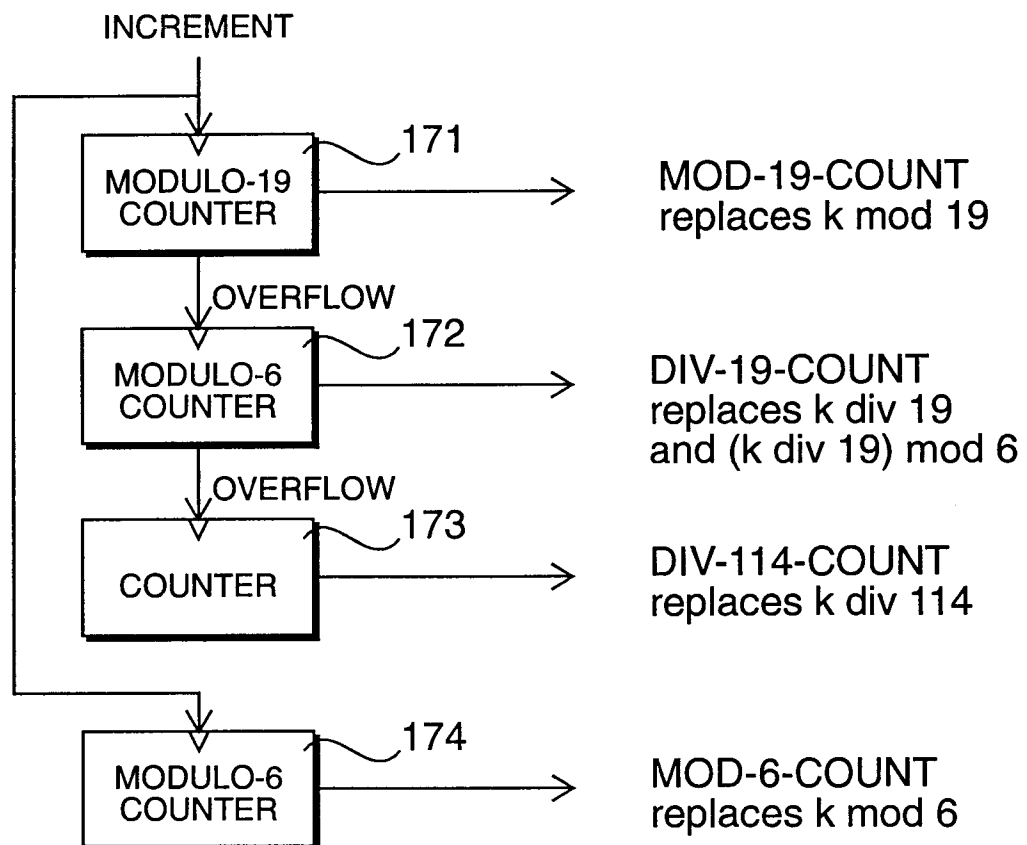 INCREMENT
171
MODULO-19
COUNTER
MOD-19-COUNT
replaces k mod 19
OVERFLOW
172
MODULO-6
COUNTER
DIV-19-COUNT
replaces k div 19
and (k div 19) mod 6
OVERFLOW
173
COUNTER
DIV-114-COUNT
replaces k div 114
174
MODULO-6
COUNTER
MOD-6-COUNT
replaces k mod 6